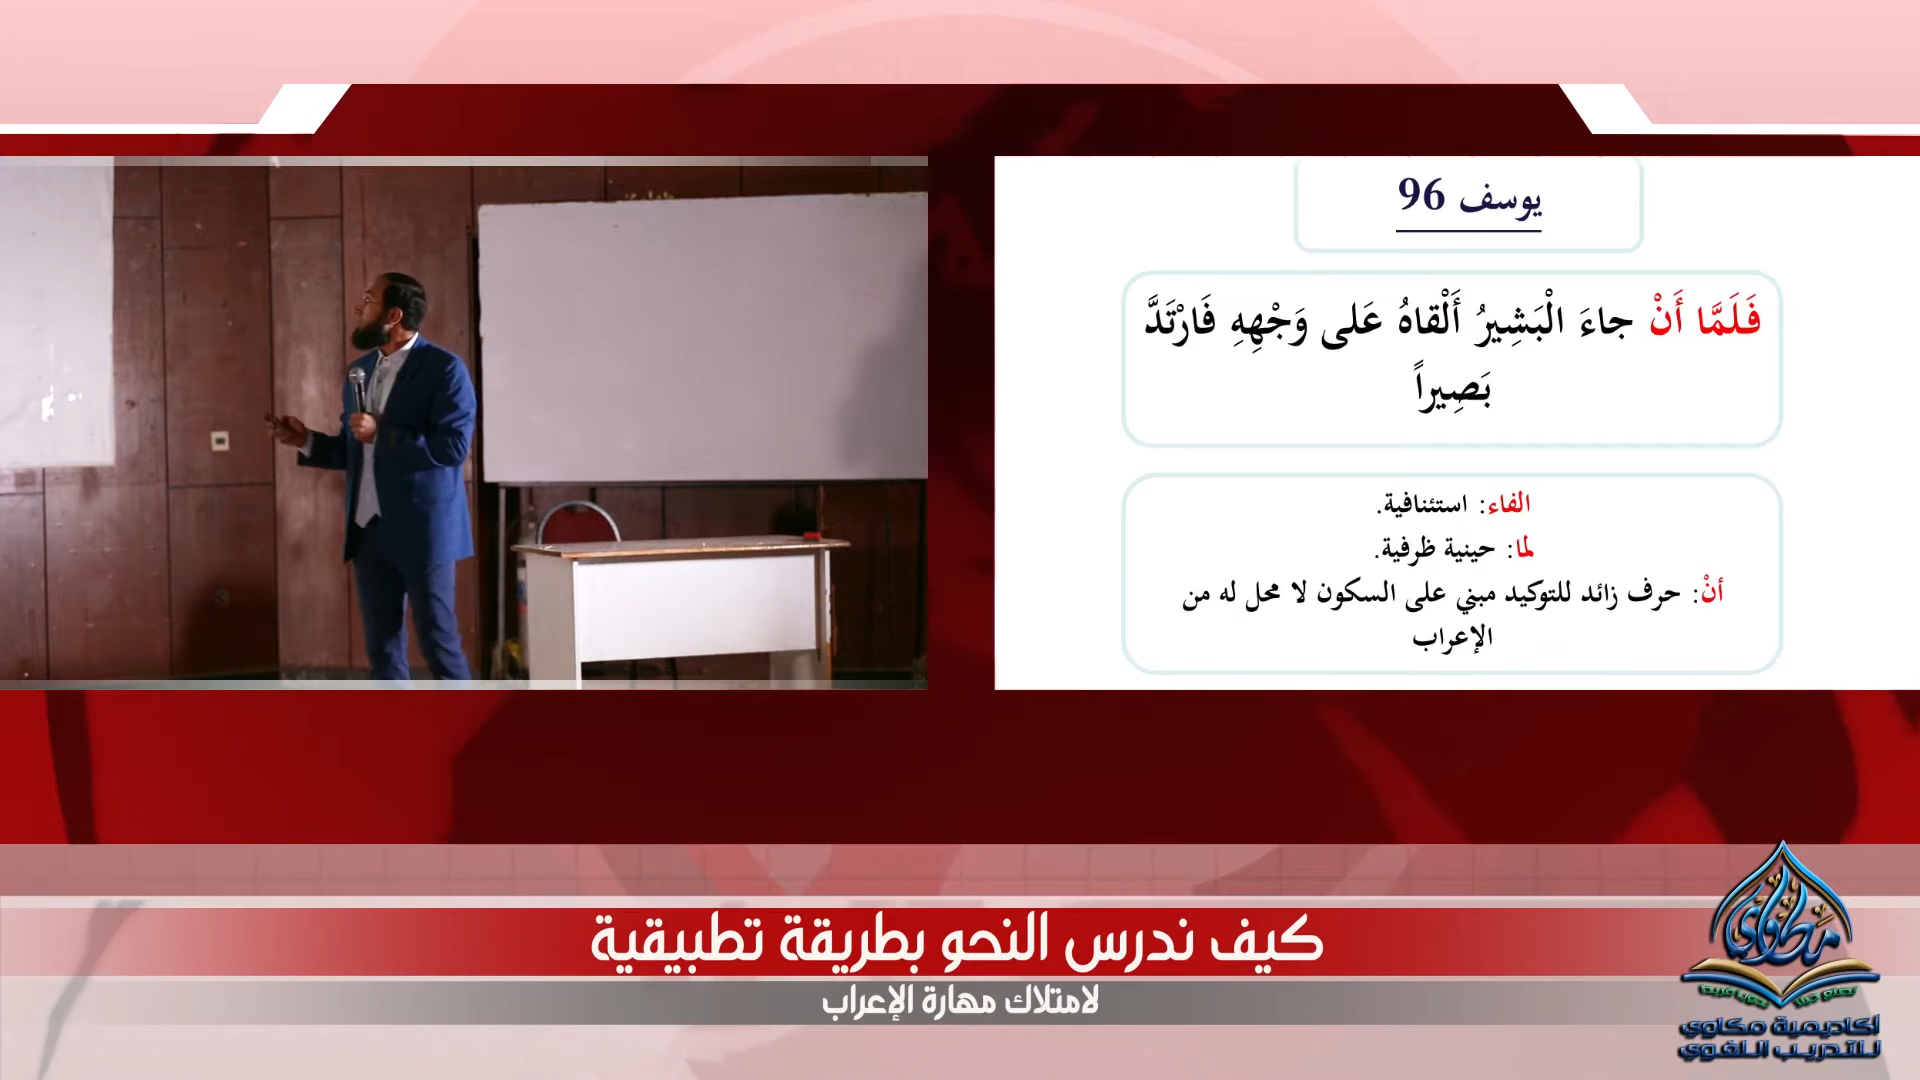 يوسف 96
فَلَمَّا أَنْ جاءَ الْبَشِيرُ أَلْقاهُ عَلى وَجْهِهِ فَارْتَدَّ
بَصِيراً
الفاء: استئنافية.
لما: حينية ظرفية.
أنْ: حرف زائد للتوكيد مبني على السكون لا محل له من
الإعراب
كيف ندرس النحو بطريقة تطبيقية
لامتلاك مهارة الإعراب
أكاديمية مكاوي
للتدريب اللغوي